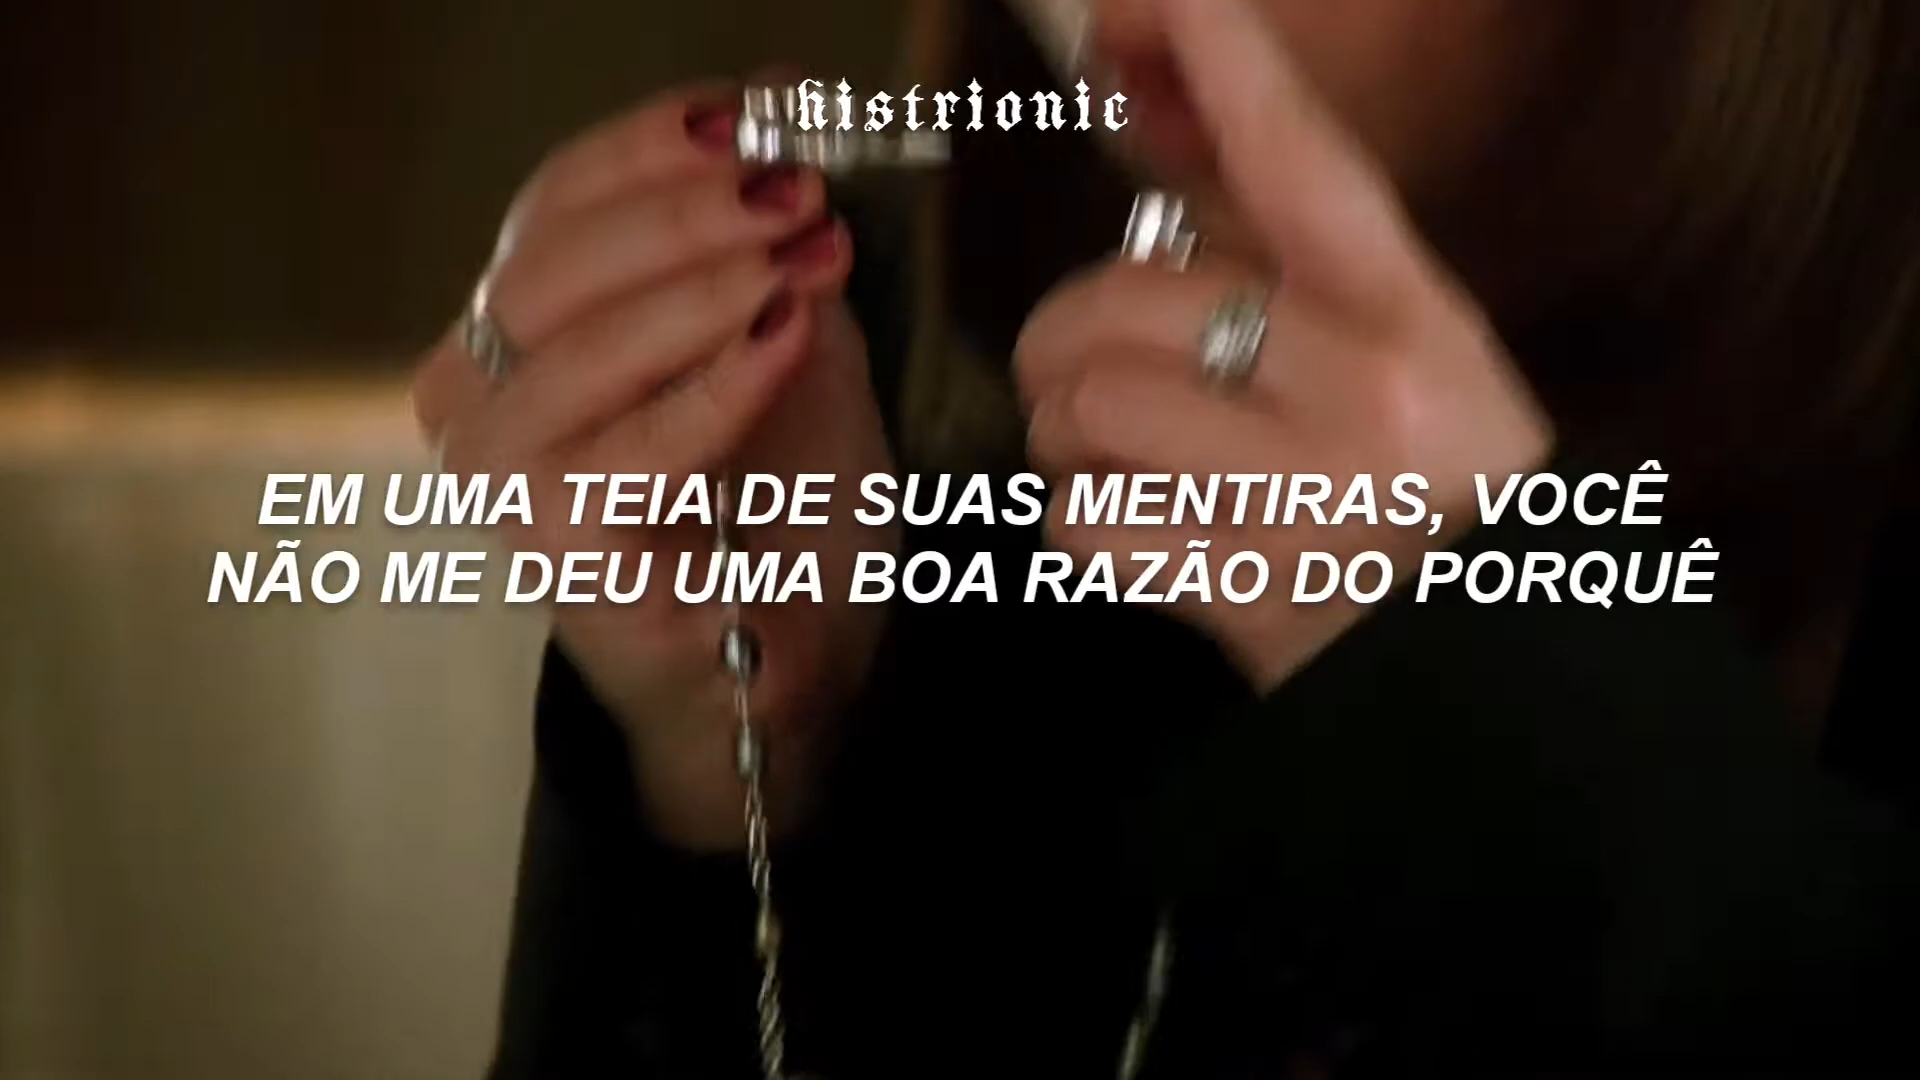 histrionic
EM UMA TEIA DE SUAS MENTIRAS, VOCÊ
NÃO ME DEU UMA BOA RAZÃO DO PORQUÊ